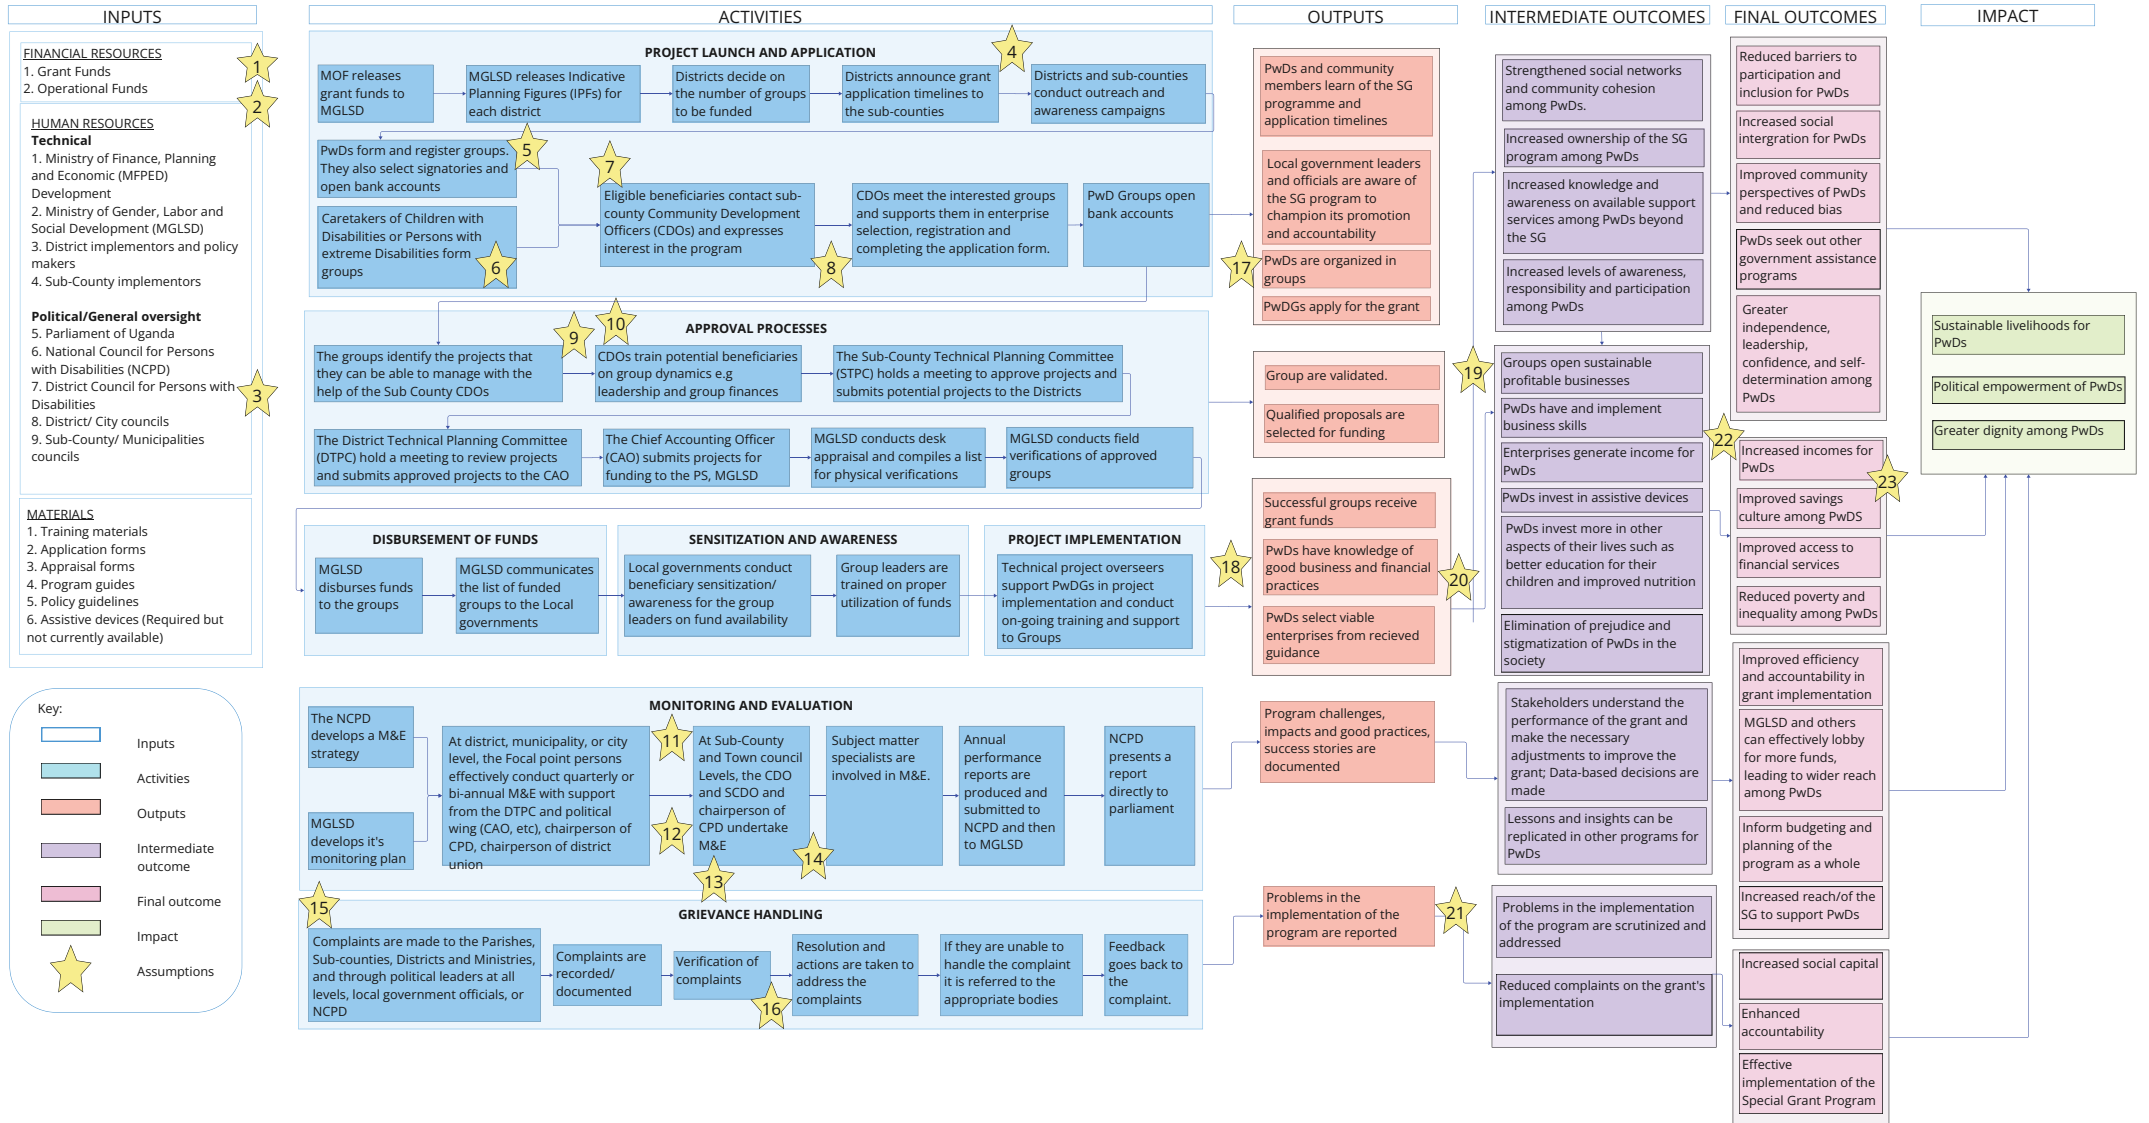 INPUTS
ACTIVITIES
OUTPUTS
INTERMEDIATE OUTCOMES
FINAL OUTCOMES
IMPACT
FINANCIAL RESOURCES
1. Grant Funds
2. Operational Funds
1
2
HUMAN RESOURCES
Technical
1. Ministry of Finance, Planning
and Economic (MFPED)
Development
2. Ministry of Gender, Labor and
Social Development (MGLSD)
3. District implementors and policy
makers
4. Sub-County implementors
Political/General oversight
5. Parliament of Uganda
6. National Council for Persons
with Disabilities (NCPD)
7. District Council for Persons with
Disabilities
8. District/ City councils
9. Sub-County/ Municipalities
councils
3
MATERIALS
1. Training materials
2. Application forms
3. Appraisal forms
4. Program guides
5. Policy guidelines
6. Assistive devices (Required but
not currently available)
Key:
Inputs
Activities
Outputs
Intermediate
outcome
Final outcome
Impact
Assumptions
PROJECT LAUNCH AND APPLICATION
4
MOF releases
grant funds to
MGLSD
MGLSD releases Indicative
Planning Figures (IPFs) for
each district
Districts decide on
the number of groups
to be funded
Districts announce grant
application timelines to
the sub-counties
Districts and sub-counties
conduct outreach and
awareness campaigns
PwDs form and register groups.
They also select signatories and
open bank accounts
5
Caretakers of Children with
Disabilities or Persons with
extreme Disabilities form
groups
6
7
Eligible beneficiaries contact sub-
county Community Development
Officers (CDOs) and expresses
interest in the program
8
CDOs meet the interested groups
and supports them in enterprise
selection, registration and
completing the application form.
PwD Groups open
bank accounts
APPROVAL PROCESSES
9
10
The groups identify the projects that
they can be able to manage with the
help of the Sub County CDOs
CDOs train potential beneficiaries
on group dynamics e.g
leadership and group finances
The Sub-County Technical Planning Committee
(STPC) holds a meeting to approve projects and
submits potential projects to the Districts
The District Technical Planning Committee
(DTPC) hold a meeting to review projects
and submits approved projects to the CAO
The Chief Accounting Officer
(CAO) submits projects for
funding to the PS, MGLSD
MGLSD conducts desk
appraisal and compiles a list
for physical verifications
MGLSD conducts field
verifications of approved
groups
DISBURSEMENT OF FUNDS
MGLSD
disburses funds
to the groups
MGLSD communicates
the list of funded
groups to the Local
governments
SENSITIZATION AND AWARENESS
Local governments conduct
beneficiary sensitization/
awareness for the group
leaders on fund availability
Group leaders are
trained on proper
utilization of funds
PROJECT IMPLEMENTATION
Technical project overseers
support PwDGs in project
implementation and conduct
on-going training and support
to Groups
MONITORING AND EVALUATION
The NCPD
develops a M&E
strategy
MGLSD
develops it's
monitoring plan
At district, municipality, or city
level, the Focal point persons
effectively conduct quarterly or
bi-annual M&E with support
from the DTPC and political
wing (CAO, etc), chairperson of
CPD, chairperson of district
union
11
12
At Sub-County
and Town council
Levels, the CDO
and SCDO and
chairperson of
CPD undertake
M&E
13
14
Subject matter
specialists are
involved in M&E.
Annual
performance
reports are
produced and
submitted to
NCPD and then
to MGLSD
NCPD
presents a
report
directly to
parliament
15
GRIEVANCE HANDLING
Complaints are made to the Parishes,
Sub-counties, Districts and Ministries,
and through political leaders at all
levels, local government officials, or
NCPD
Complaints are
recorded/
documented
Verification of
complaints
16
Resolution and
actions are taken to
address the
complaints
If they are unable to
handle the complaint
it is referred to the
appropriate bodies
Feedback
goes back to
the
complaint.
PwDs and community
members learn of the SG
programme and
application timelines
Local government leaders
and officials are aware of
the SG program to
champion its promotion
and accountability
17
PwDs are organized in
groups
PwDGs apply for the grant
Group are validated.
Qualified proposals are
selected for funding
18
Successful groups receive
grant funds
PwDs have knowledge of
good business and financial
practices
PwDs select viable
enterprises from recieved
guidance
Program challenges,
impacts and good practices,
success stories are
documented
Problems in the
implementation of the
program are reported
19
20
21
Strengthened social networks
and community cohesion
among PwDs.
Increased ownership of the SG
program among PwDs
Increased knowledge and
awareness on available support
services among PwDs beyond
the SG
Increased levels of awareness,
responsibility and participation
among PwDs
Groups open sustainable
profitable businesses
PwDs have and implement
business skills
Enterprises generate income for
PwDs
PwDs invest in assistive devices
PwDs invest more in other
aspects of their lives such as
better education for their
children and improved nutrition
Elimination of prejudice and
stigmatization of PwDs in the
society
Stakeholders understand the
performance of the grant and
make the necessary
adjustments to improve the
grant; Data-based decisions are
made
Lessons and insights can be
replicated in other programs for
PwDs
Problems in the implementation
of the program are scrutinized and
addressed
Reduced complaints on the grant's
implementation
Reduced barriers to
participation and
inclusion for PwDs
Increased social
intergration for PwDs
Improved community
perspectives of PwDs
and reduced bias
PwDs seek out other
government assistance
programs
Greater
independence,
leadership,
confidence, and self-
determination among
PwDs
22
Increased incomes for
PwDs
23
Improved savings
culture among PwDS
Improved access to
financial services
Reduced poverty and
inequality among PwDs
Improved efficiency
and accountability in
grant implementation
MGLSD and others
can effectively lobby
for more funds,
leading to wider reach
among PwDs
Inform budgeting and
planning of the
program as a whole
Increased reach/of the
SG to support PwDs
Increased social capital
Enhanced
accountability
Effective
implementation of the
Special Grant Program
Sustainable livelihoods for
PwDs
Political empowerment of PwDs
Greater dignity among PwDs